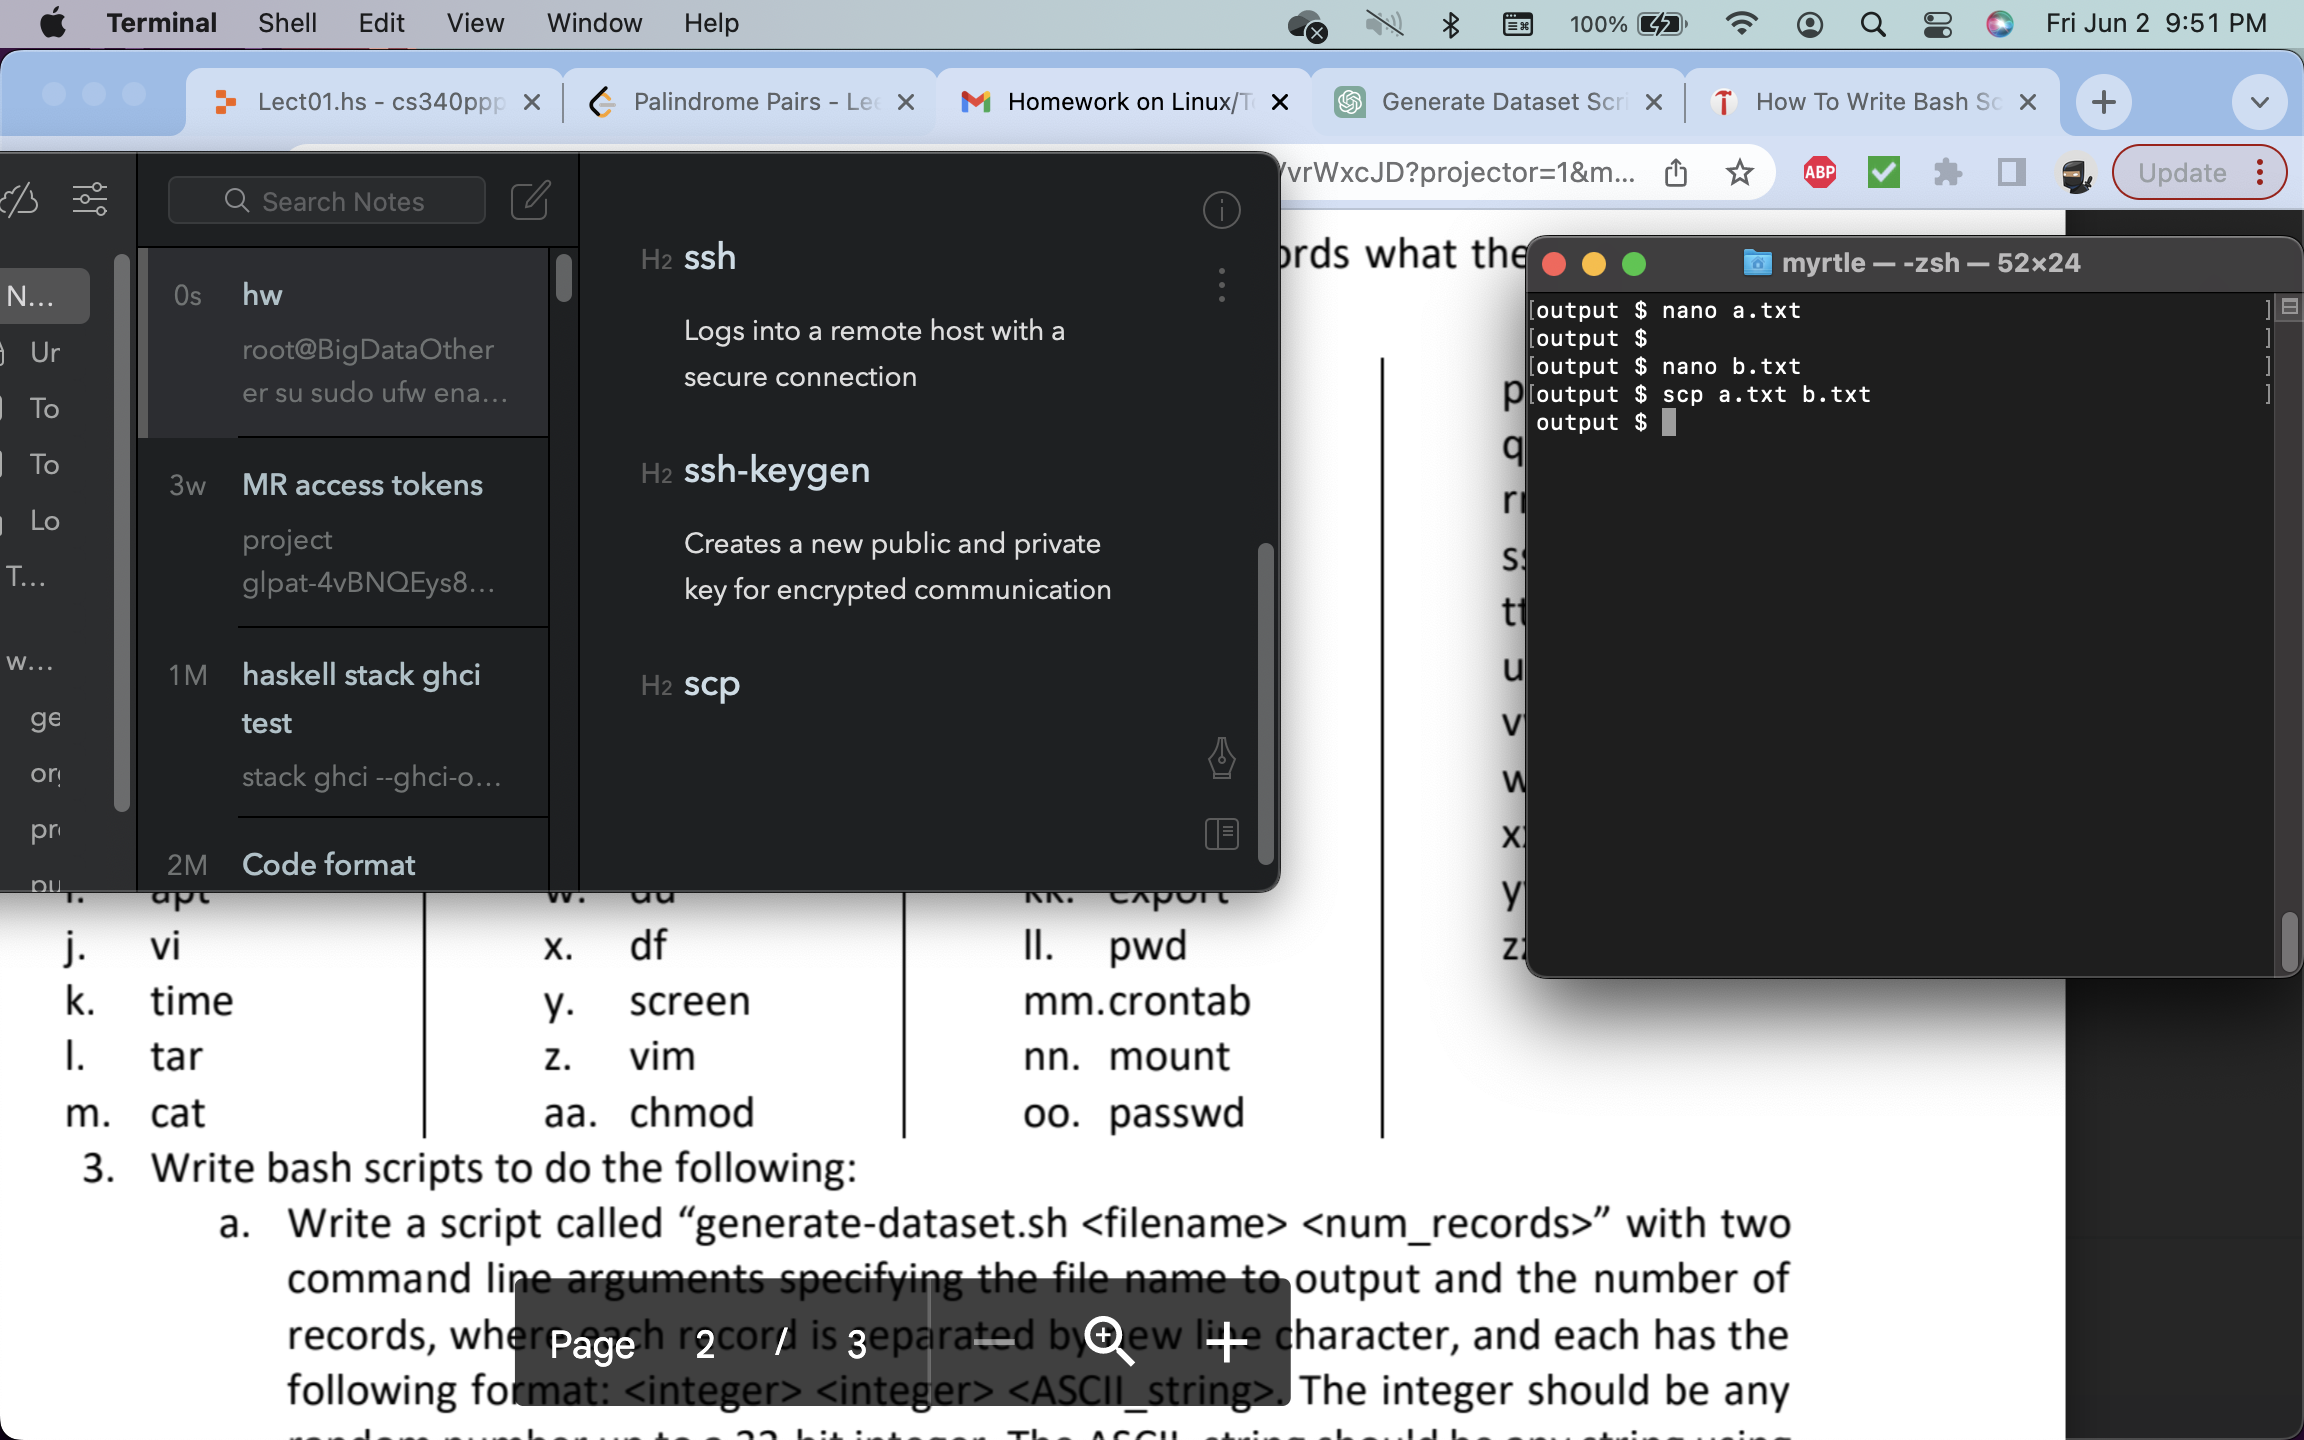 Terminal Shell Edit View Window Help 100% Fri Jun 2 9:51 PM
Lect01.hs - cs340ppp Palindrome Pairs - Lee Homework on Linux/T Generate Dataset Scri How To Write Bash Sc
/vrWxcJD?projector=1&m... ABP Update
Search Notes
N...
Ur
To
To
Lo
T...
w...
ge
pr
0s hw
root@BigDataOther
er su sudo ufw ena...
3w MR access tokens
project
glpat-4vBNQEys8...
1M haskell stack ghci
test
stack ghci --ghci-o...
2M Code format
H2 ssh
Logs into a remote host with a
secure connection
H2 ssh-keygen
Creates a new public and private
key for encrypted communication
H2 scp
ords what the
myrtle — -zsh — 52×24
[output $ nano a.txt ]
[output $ ]
[output $ nano b.txt ]
[output $ scp a.txt b.txt ]
output $
apt
j. vi
k. time
l. tar
m. cat
w. du
x. df
y. screen
z. vim
aa. chmod
kk. export
ll. pwd
mm. crontab
nn. mount
oo. passwd
3. Write bash scripts to do the following:
a. Write a script called “generate-dataset.sh <filename> <num_records>” with two
command line arguments specifying the file name to output and the number of
records, where each record is separated by new line character, and each has the
following format: <integer> <integer> <ASCII_string>. The integer should be any
Page 2 / 3